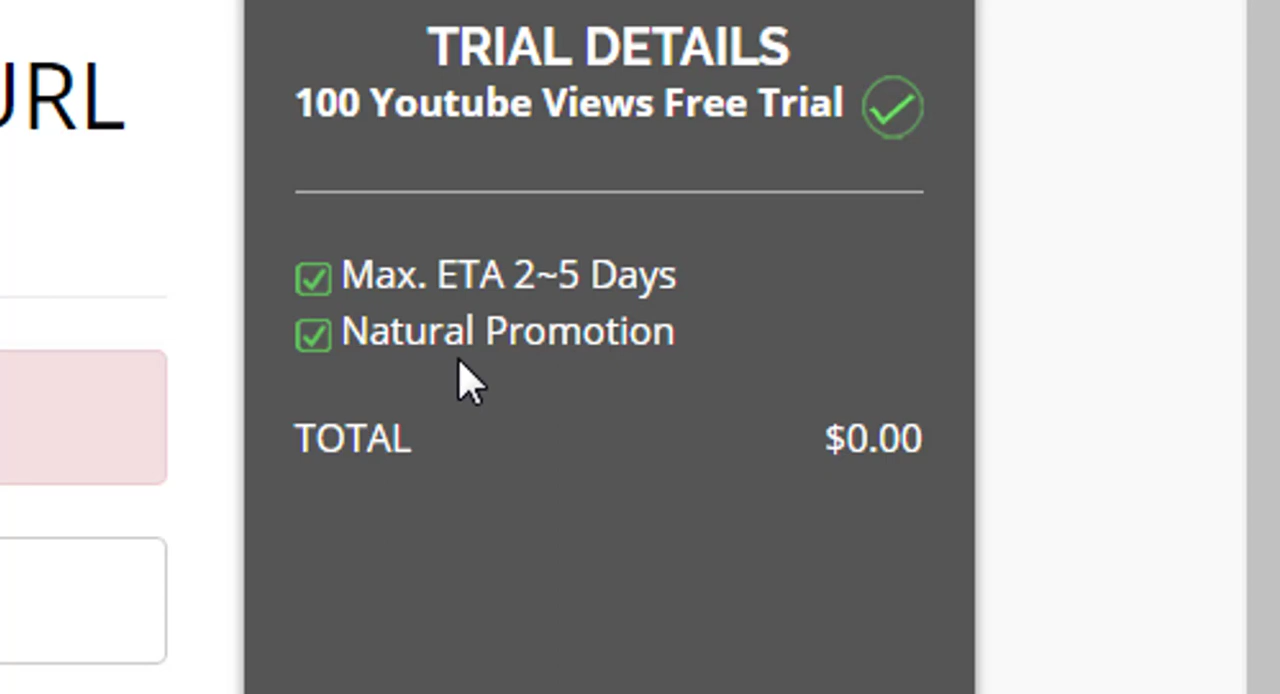 URL
TRIAL DETAILS
100 Youtube Views Free Trial
Max. ETA 2~5 Days
Natural Promotion
TOTAL $0.00